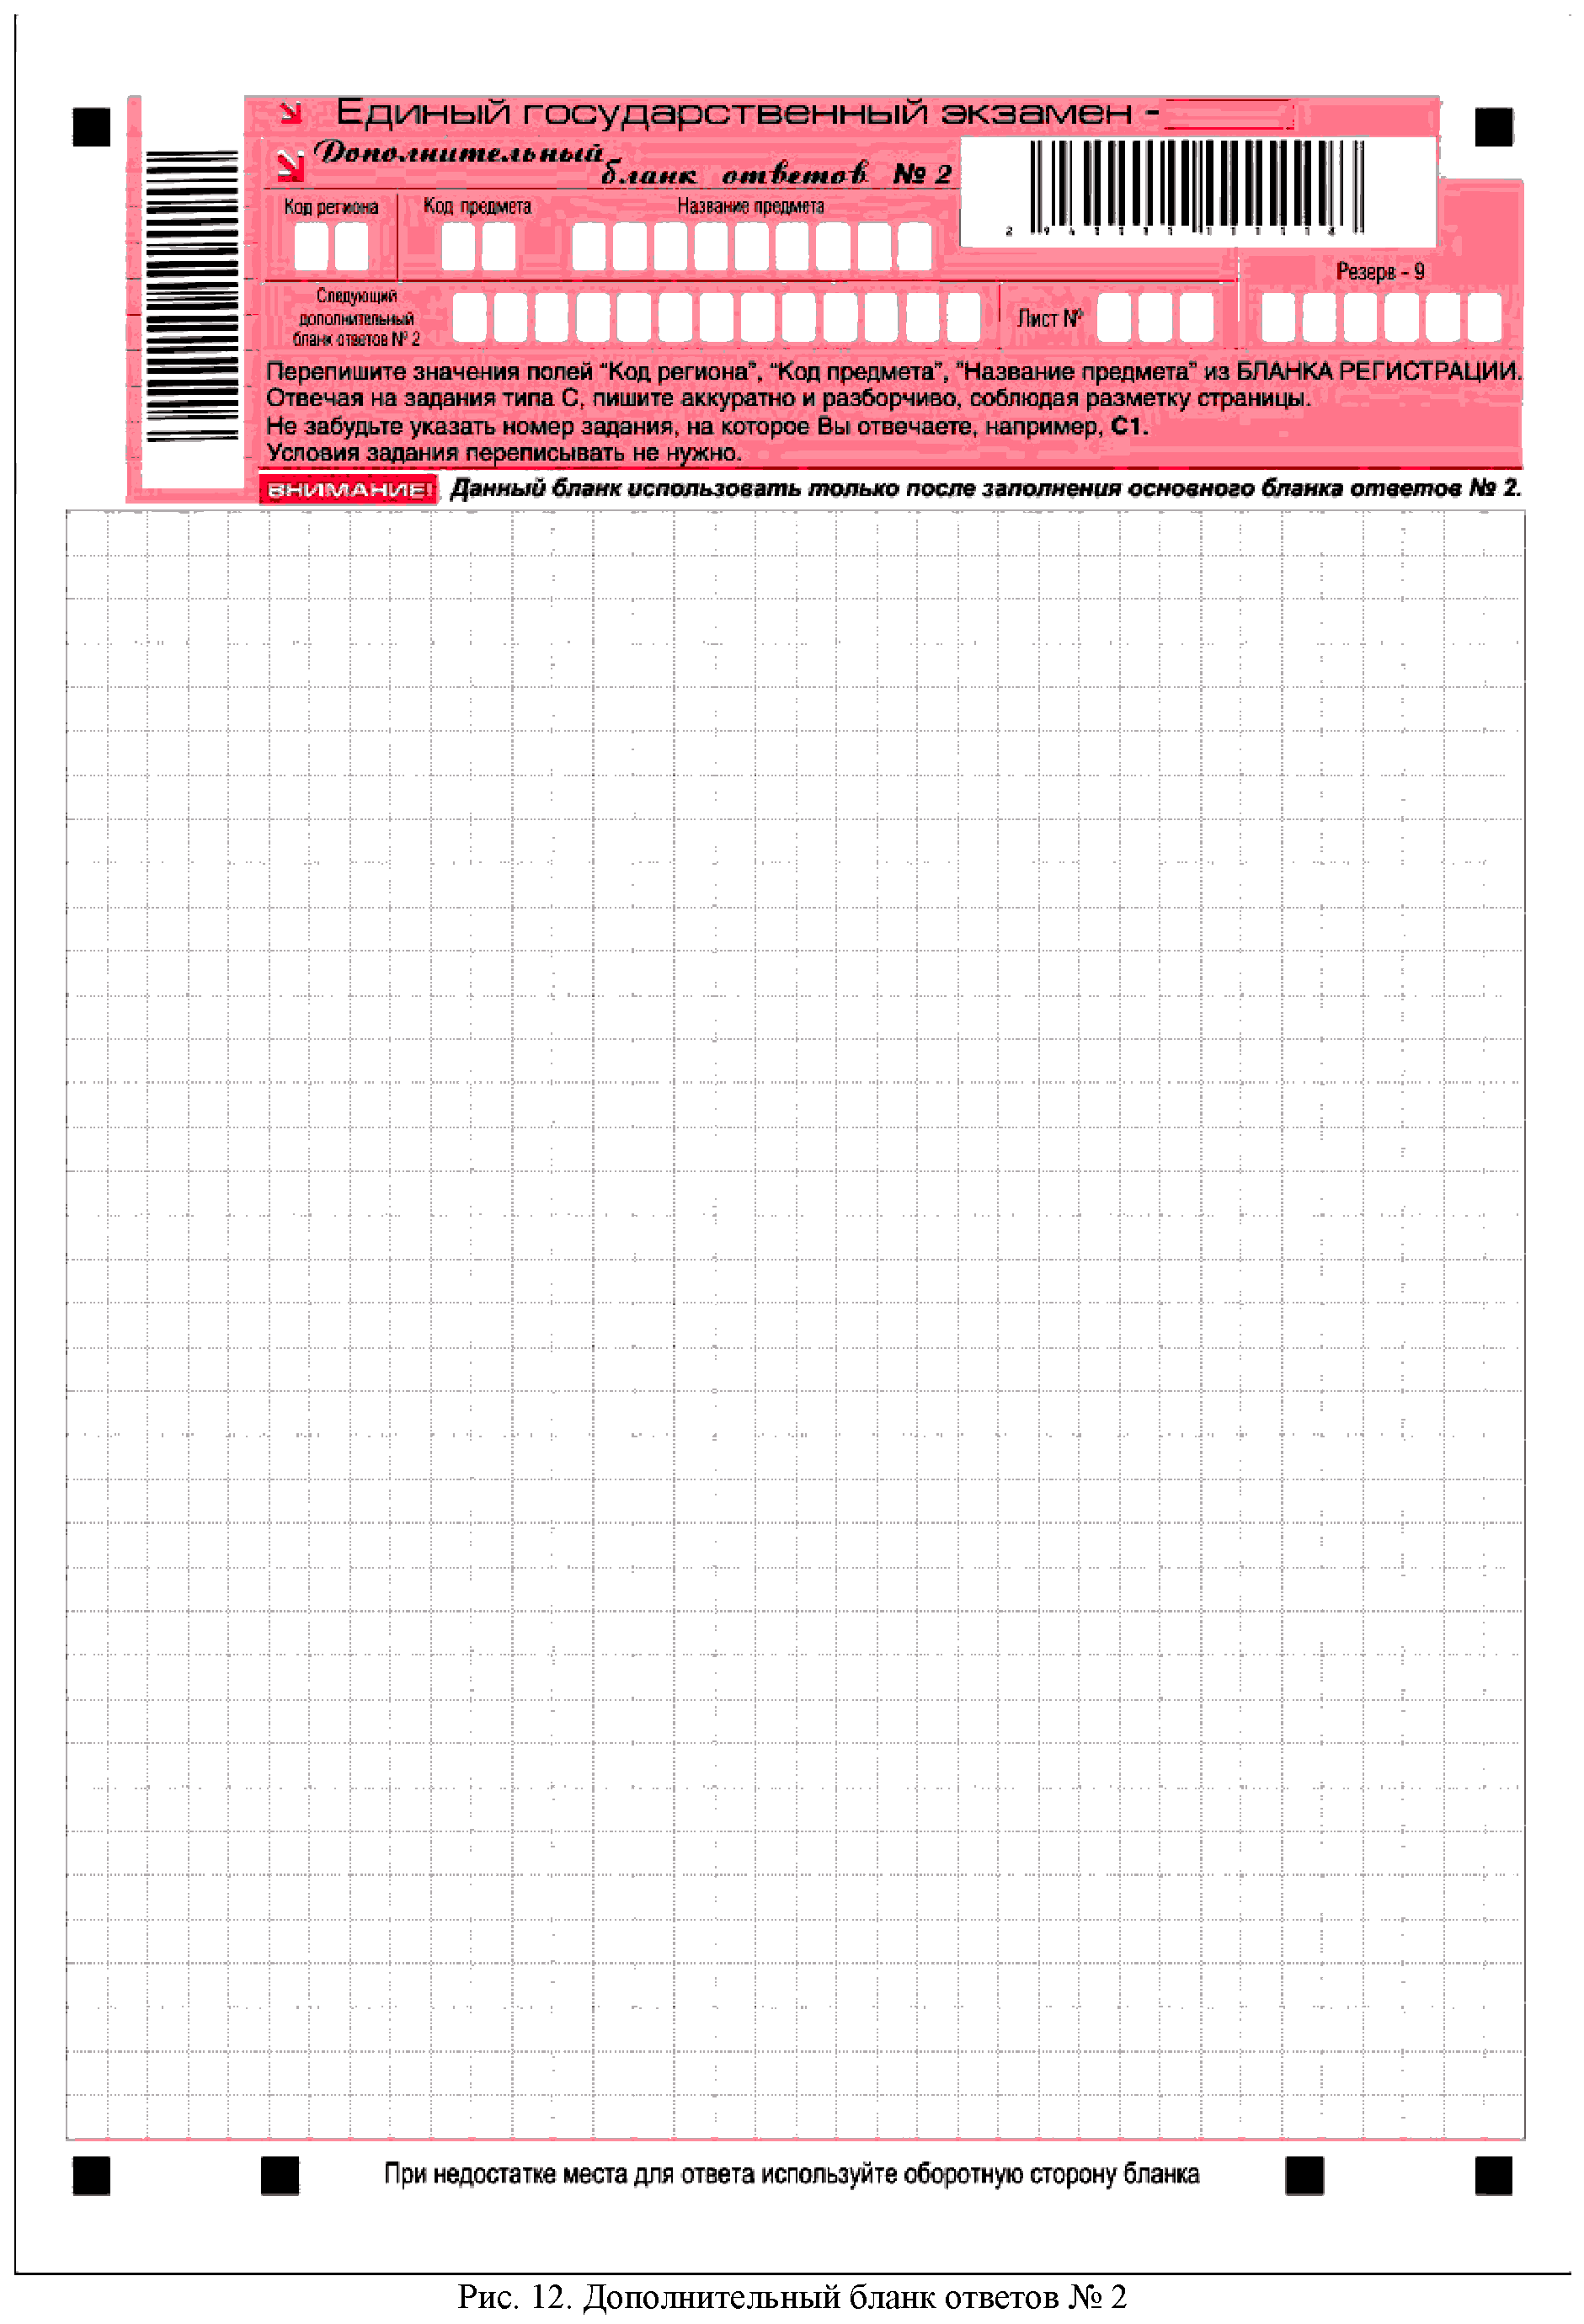 Единый государственный экзамен -
Дополнительный
бланк ответов № 2
Код региона Код предмета Название предмета
Резерв - 9
Следующий
дополнительный
бланк ответов № 2
Лист №
Перепишите значения полей “Код региона”, “Код предмета”, “Название предмета” из БЛАНКА РЕГИСТРАЦИИ.
Отвечая на задания типа С, пишите аккуратно и разборчиво, соблюдая разметку страницы.
Не забудьте указать номер задания, на которое Вы отвечаете, например, С1.
Условия задания переписывать не нужно.
ВНИМАНИЕ! Данный бланк использовать только после заполнения основного бланка ответов № 2.
При недостатке места для ответа используйте оборотную сторону бланка
Рис. 12. Дополнительный бланк ответов № 2